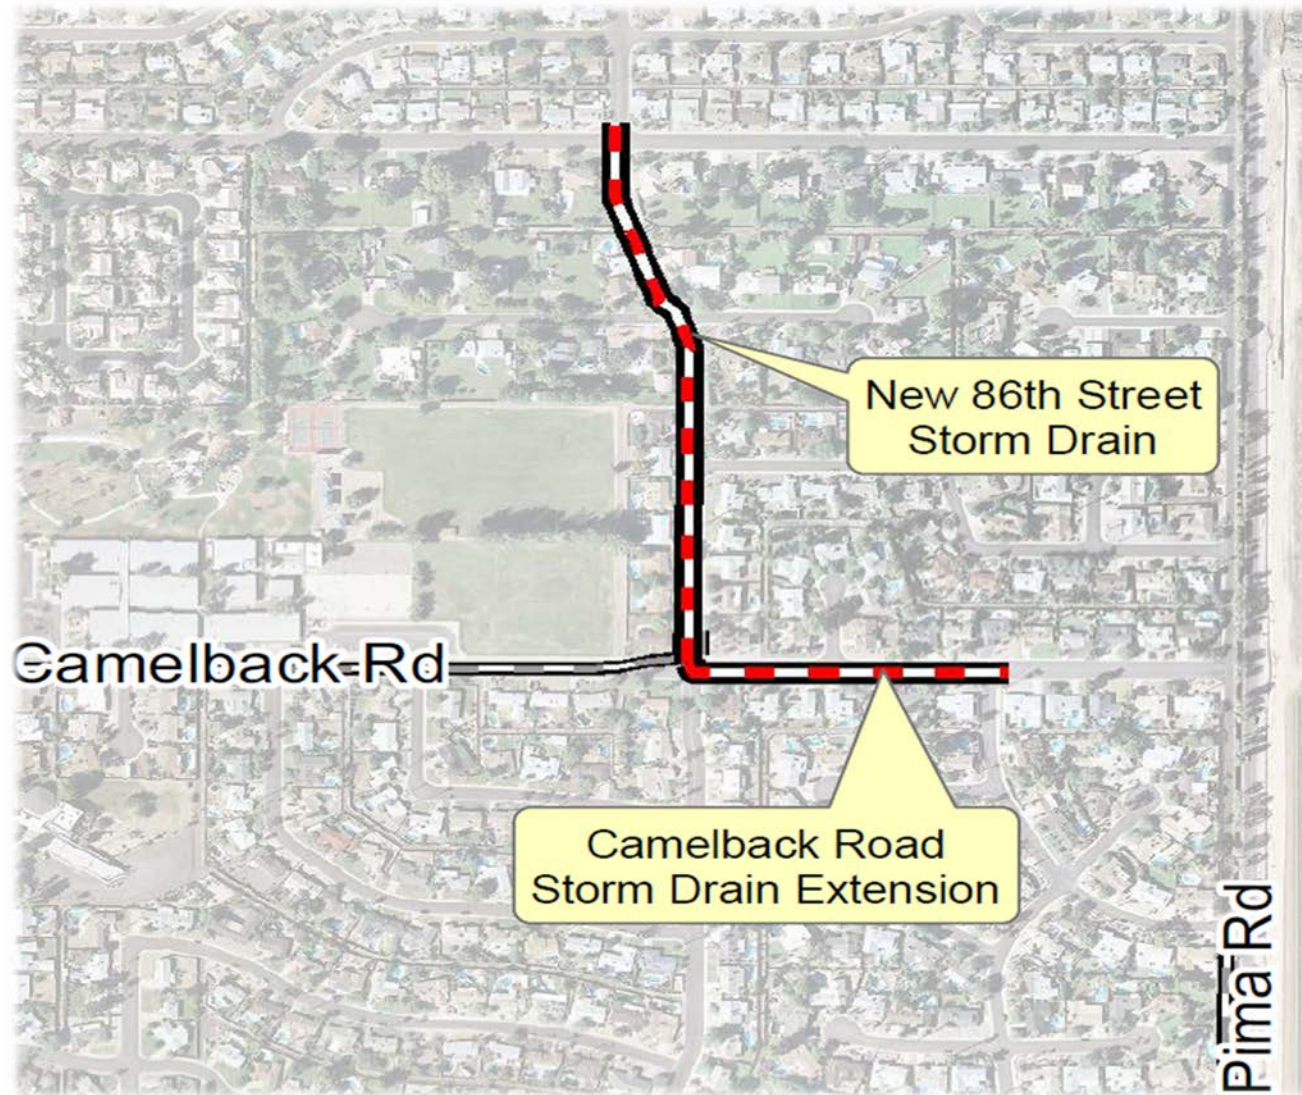 New 86th Street
Storm Drain
Camelback Rd
Camelback Road
Storm Drain Extension
Pima Rd